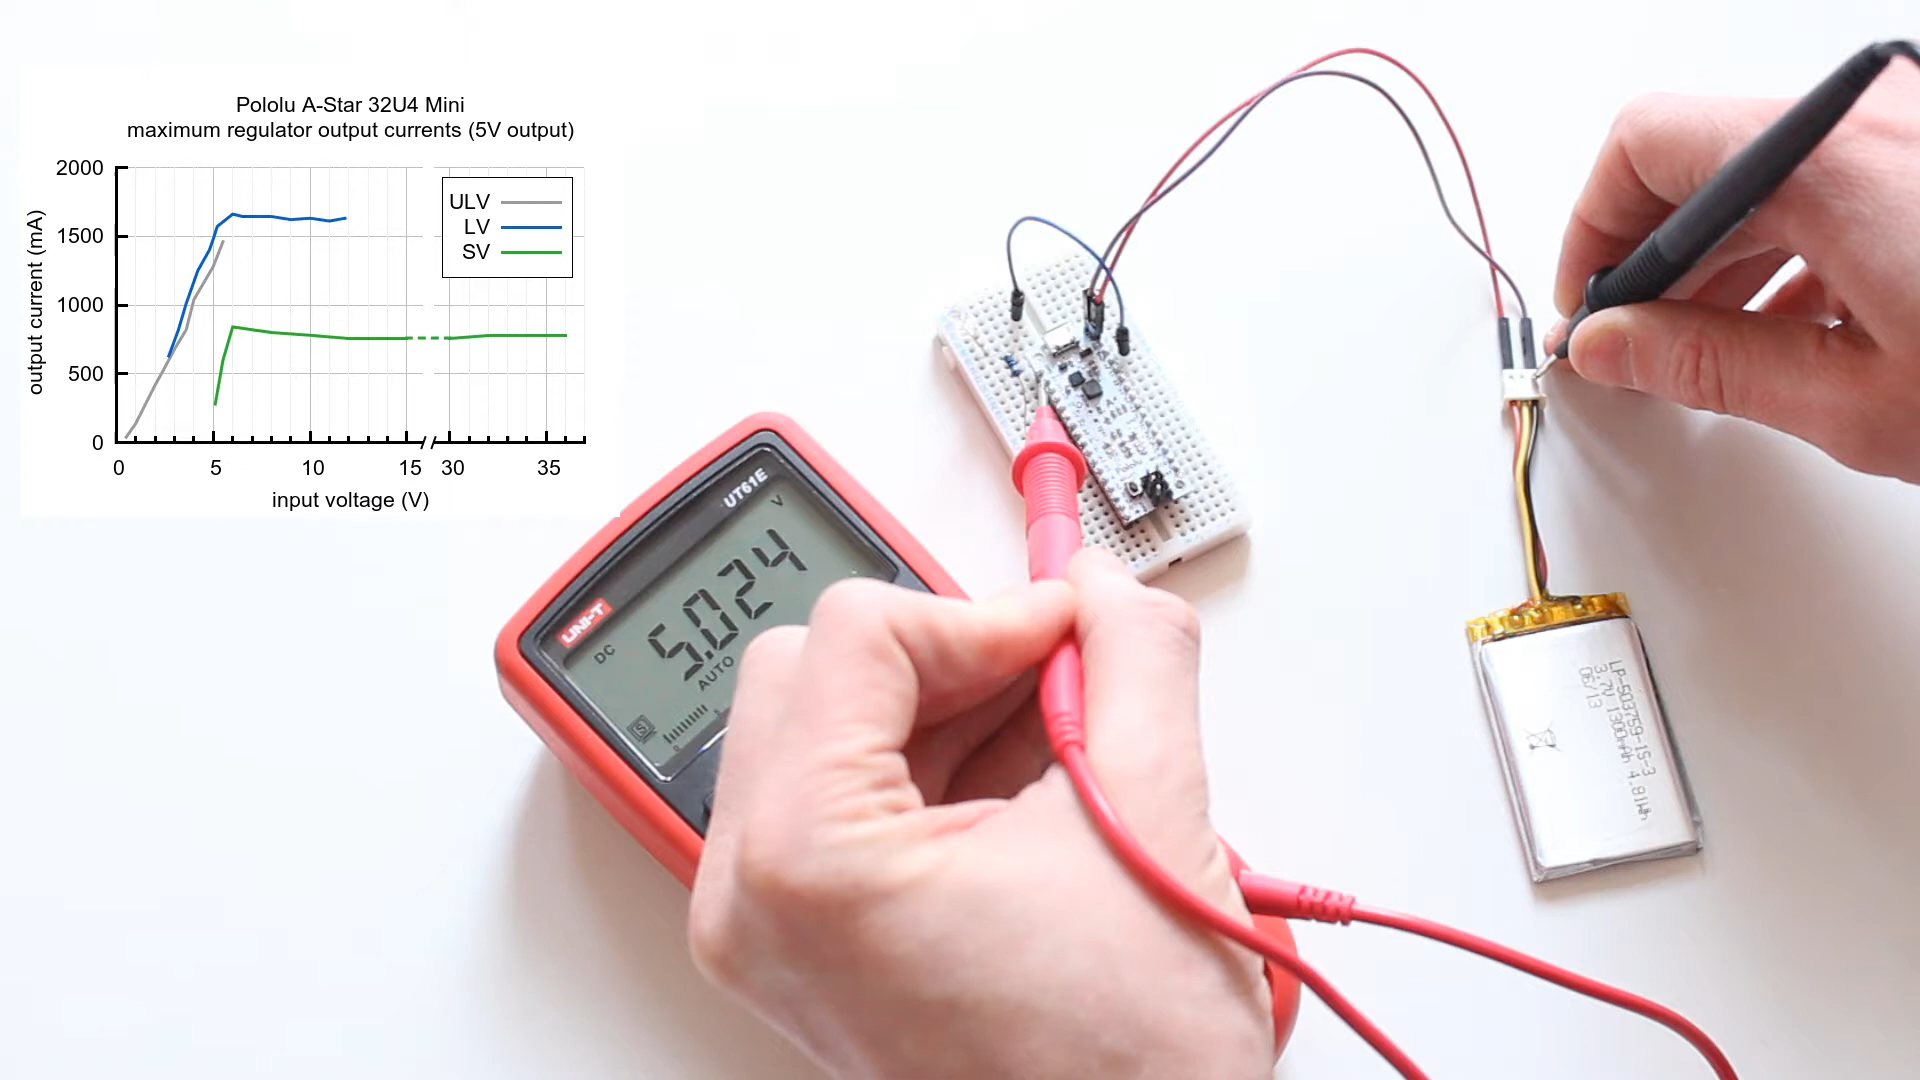 Pololu A-Star 32U4 Mini
maximum regulator output currents (5V output)
output current (mA)
2000
1500
1000
500
0
ULV
LV
SV
0 5 10 15 30 35
input voltage (V)
UT61E
V
5.024
UNI-T
DC
AUTO
LP-503759-1S-3
3.7V 1300mAh 4.81Wh
06/13